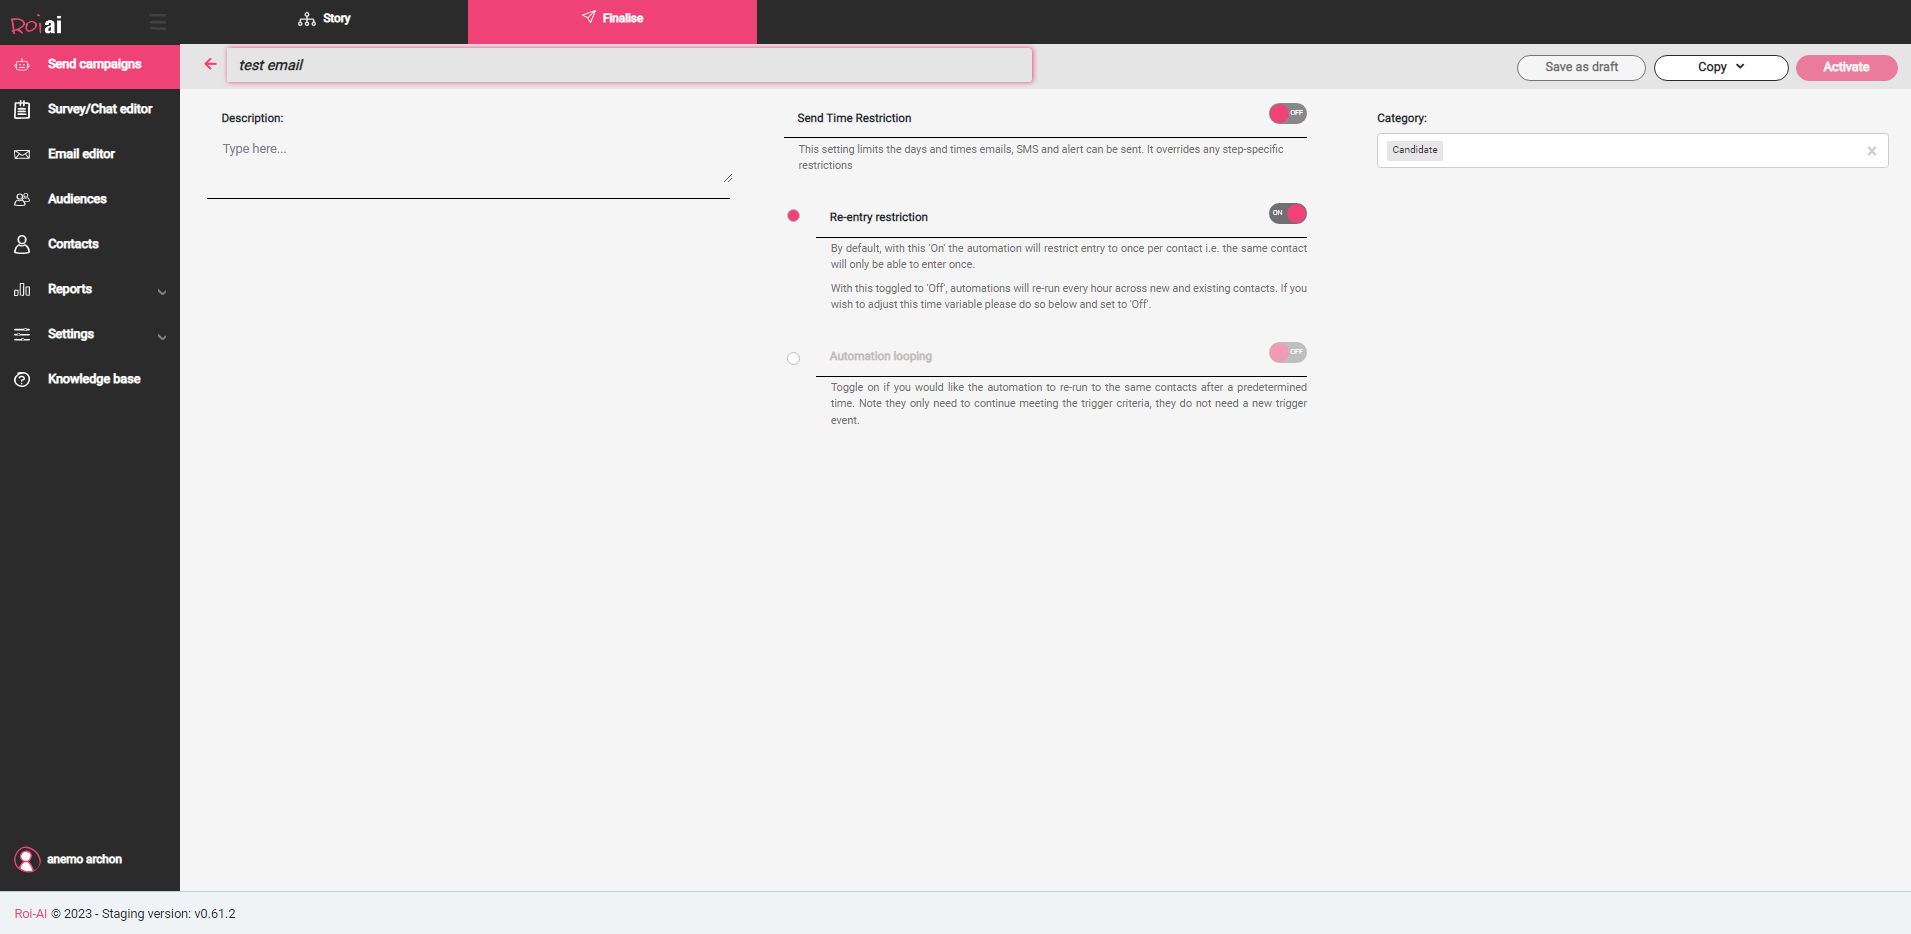 Roi ai
Story
Finalise
Send campaigns
test email
Save as draft
Copy
Activate
Survey/Chat editor
Email editor
Audiences
Contacts
Reports
Settings
Knowledge base
Description:
Type here...
Send Time Restriction
OFF
This setting limits the days and times emails, SMS and alert can be sent. It overrides any step-specific
restrictions
Re-entry restriction
ON
By default, with this 'On' the automation will restrict entry to once per contact i.e. the same contact
will only be able to enter once.
With this toggled to 'Off', automations will re-run every hour across new and existing contacts. If you
wish to adjust this time variable please do so below and set to 'Off'.
Automation looping
OFF
Toggle on if you would like the automation to re-run to the same contacts after a predetermined
time. Note they only need to continue meeting the trigger criteria, they do not need a new trigger
event.
Category:
Candidate
anemo archon
Roi-AI © 2023 - Staging version: v0.61.2